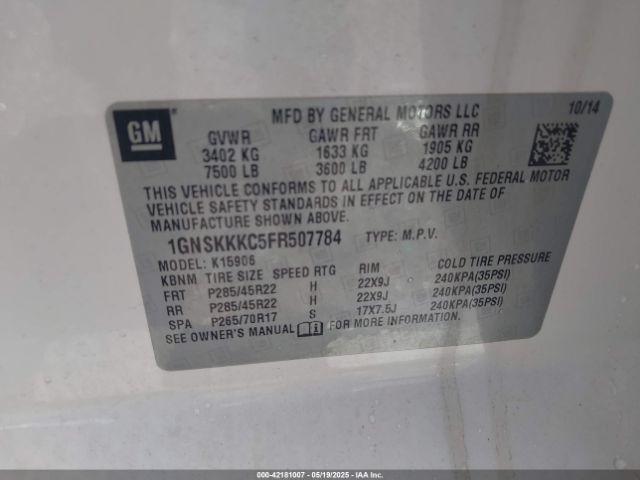 GM
MFD BY GENERAL MOTORS LLC 10/14
GVWR GAWR FRT GAWR RR
3402 KG 1633 KG 1905 KG
7500 LB 3600 LB 4200 LB
THIS VEHICLE CONFORMS TO ALL APPLICABLE U.S. FEDERAL MOTOR
VEHICLE SAFETY STANDARDS IN EFFECT ON THE DATE OF
MANUFACTURE SHOWN ABOVE.
1GNSKKKC5FR507784 TYPE: M.P.V.
MODEL: K15906
KBNM TIRE SIZE SPEED RTG RIM COLD TIRE PRESSURE
FRT P285/45R22 H 22X9J 240KPA(35PSI)
RR P285/45R22 H 22X9J 240KPA(35PSI)
SPA P265/70R17 S 17X7.5J 240KPA(35PSI)
SEE OWNER'S MANUAL FOR MORE INFORMATION.
000-42181007 - 05/19/2025 - IAAI.COM